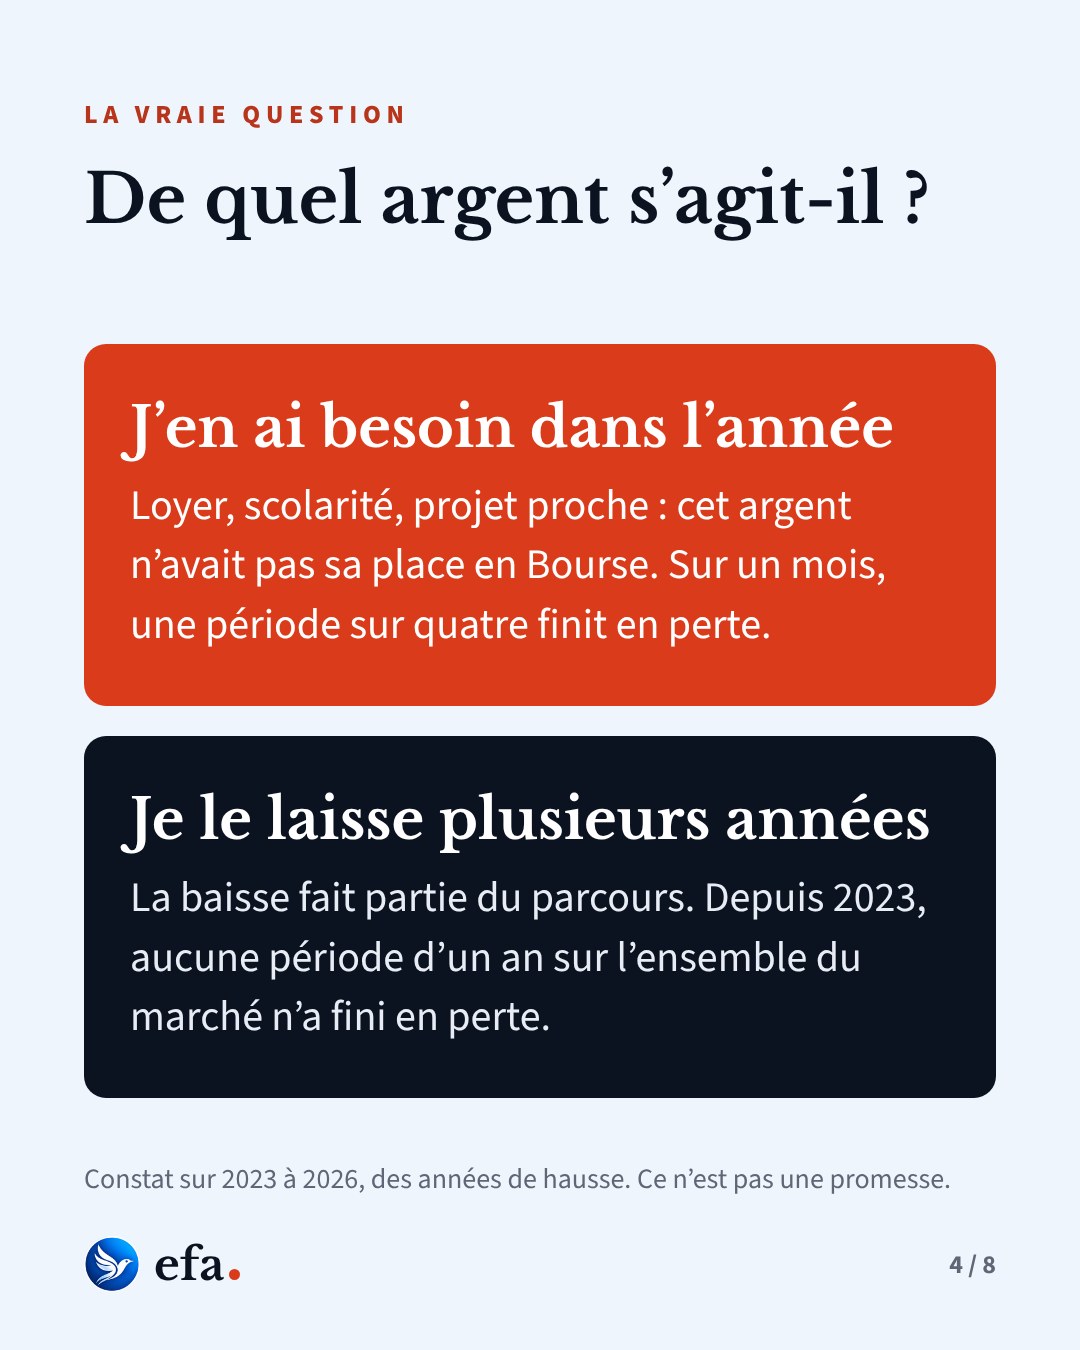 LA VRAIE QUESTION
De quel argent s’agit-il ?
J’en ai besoin dans l’année
Loyer, scolarité, projet proche : cet argent
n’avait pas sa place en Bourse. Sur un mois,
une période sur quatre finit en perte.
Je le laisse plusieurs années
La baisse fait partie du parcours. Depuis 2023,
aucune période d’un an sur l’ensemble du
marché n’a fini en perte.
Constat sur 2023 à 2026, des années de hausse. Ce n’est pas une promesse.
efa.
4 / 8